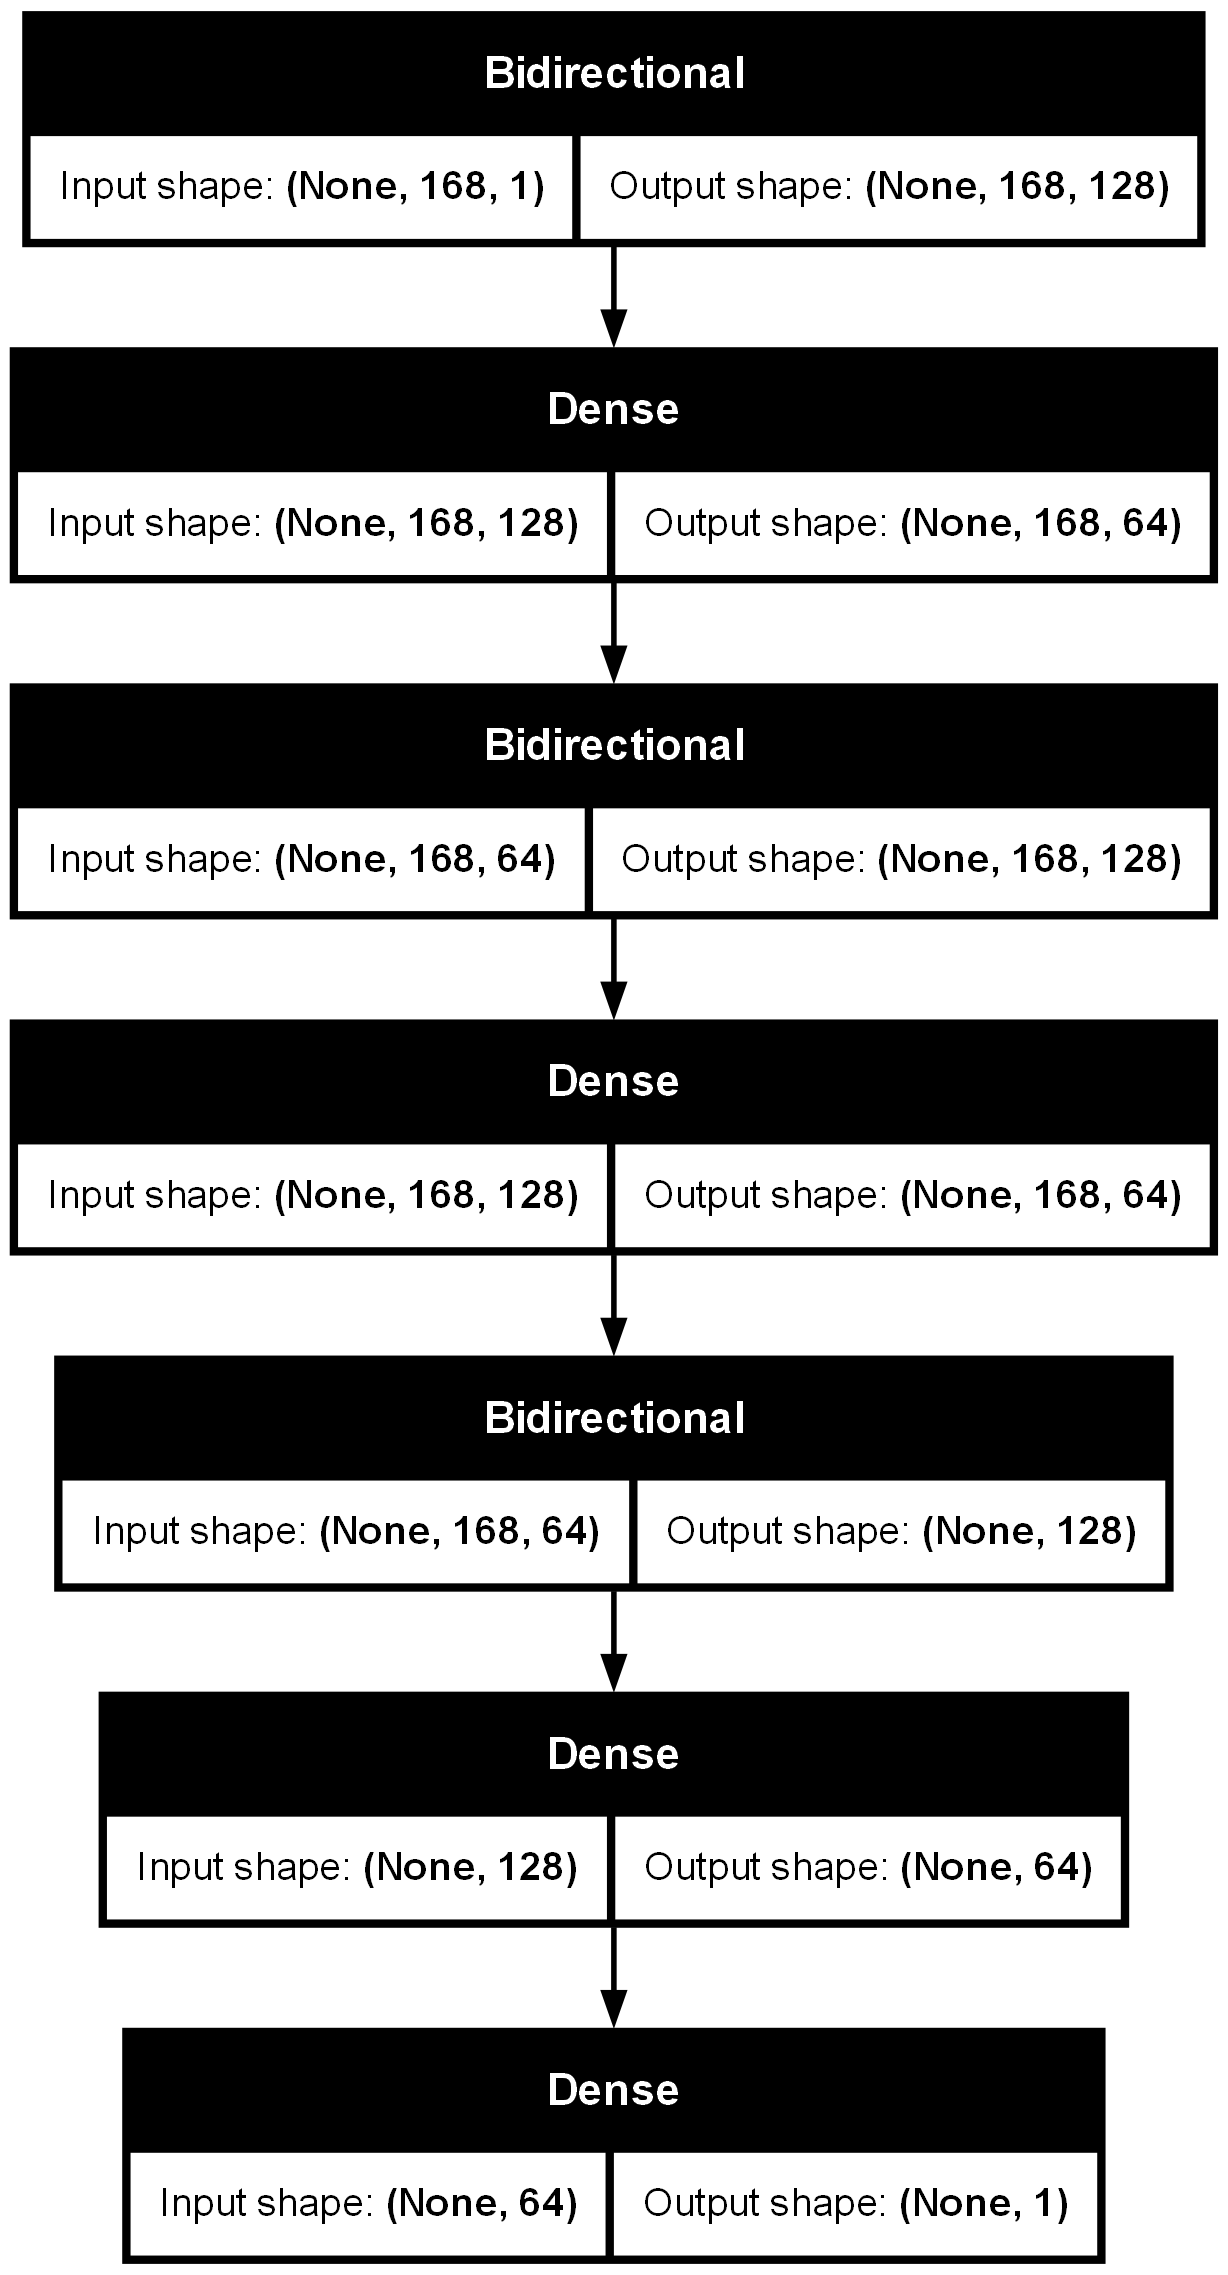 Bidirectional
Input shape: (None, 168, 1) Output shape: (None, 168, 128)
Dense
Input shape: (None, 168, 128) Output shape: (None, 168, 64)
Bidirectional
Input shape: (None, 168, 64) Output shape: (None, 168, 128)
Dense
Input shape: (None, 168, 128) Output shape: (None, 168, 64)
Bidirectional
Input shape: (None, 168, 64) Output shape: (None, 128)
Dense
Input shape: (None, 128) Output shape: (None, 64)
Dense
Input shape: (None, 64) Output shape: (None, 1)